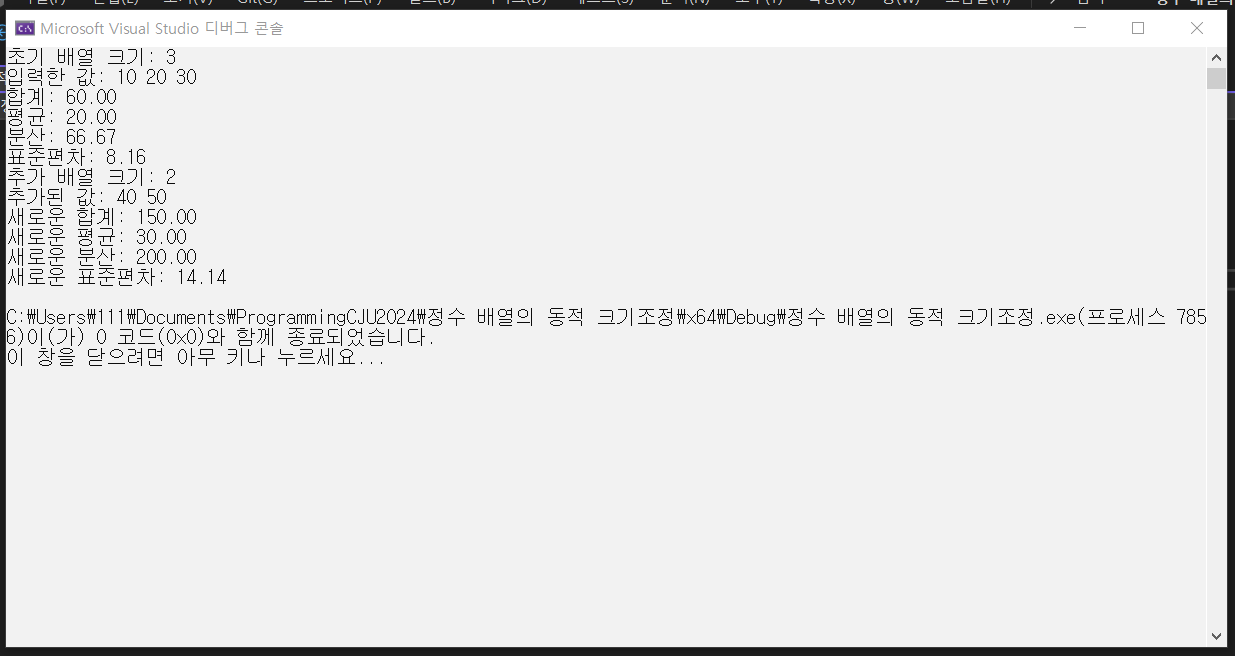 Microsoft Visual Studio 디버그 콘솔
초기 배열 크기: 3
입력한 값: 10 20 30
합계: 60.00
평균: 20.00
분산: 66.67
표준편차: 8.16
추가 배열 크기: 2
추가된 값: 40 50
새로운 합계: 150.00
새로운 평균: 30.00
새로운 분산: 200.00
새로운 표준편차: 14.14
C:₩Users₩111₩Documents₩ProgrammingCJU2024₩정수 배열의 동적 크기조정₩x64₩Debug₩정수 배열의 동적 크기조정.exe(프로세스 785
6)이(가) 0 코드(0x0)와 함께 종료되었습니다.
이 창을 닫으려면 아무 키나 누르세요...